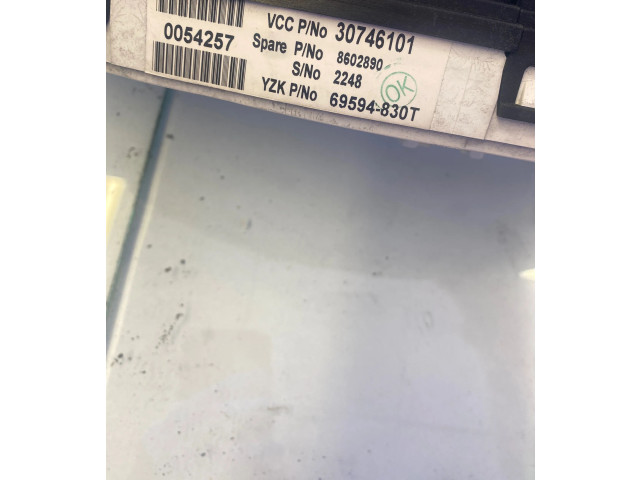 VCC P/No 30746101
0054257
Spare P/No 8602890
S/No 2248
OK
YZK P/No 69594-830T